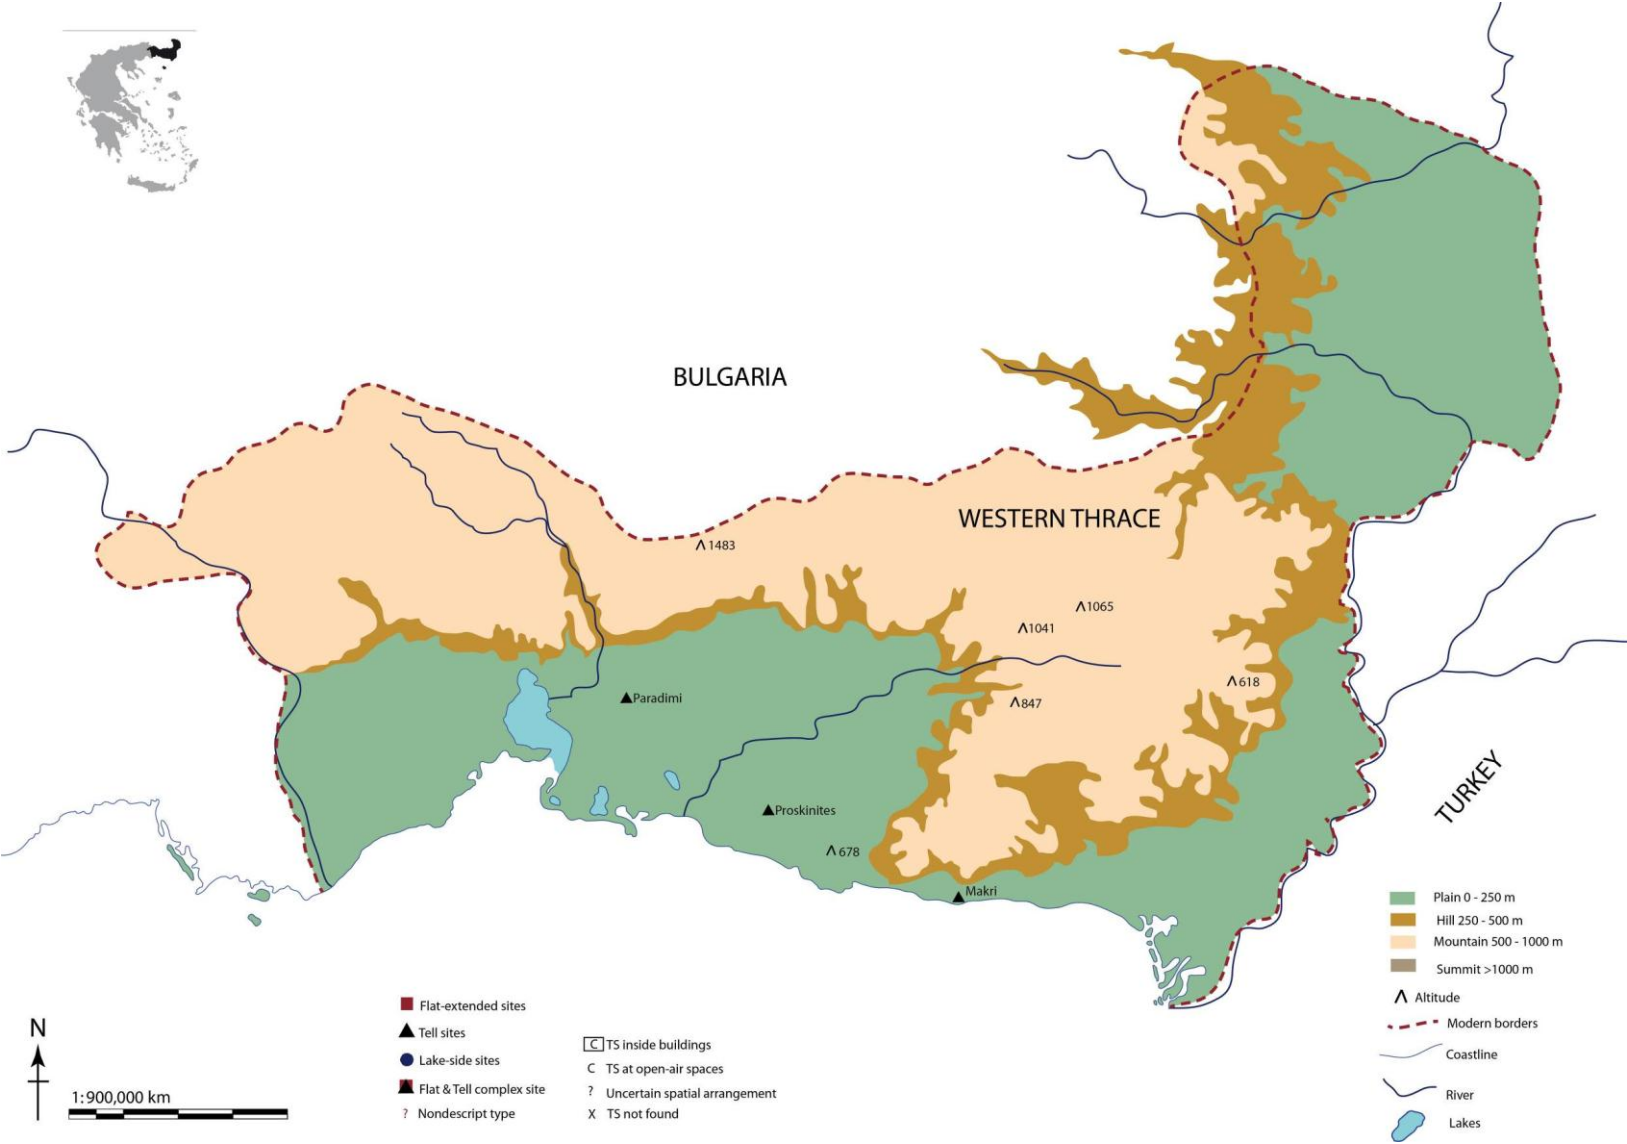 BULGARIA
WESTERN THRACE
1483
1065
1041
618
Paradimi
847
TURKEY
Proskinites
678
Makri
Plain 0 - 250 m
Hill 250 - 500 m
Mountain 500 - 1000 m
Summit >1000 m
Altitude
Modern borders
Coastline
River
Lakes
N
1:900,000 km
Flat-extended sites
Tell sites
Lake-side sites
Flat & Tell complex site
? Nondescript type
C TS inside buildings
C TS at open-air spaces
? Uncertain spatial arrangement
X TS not found